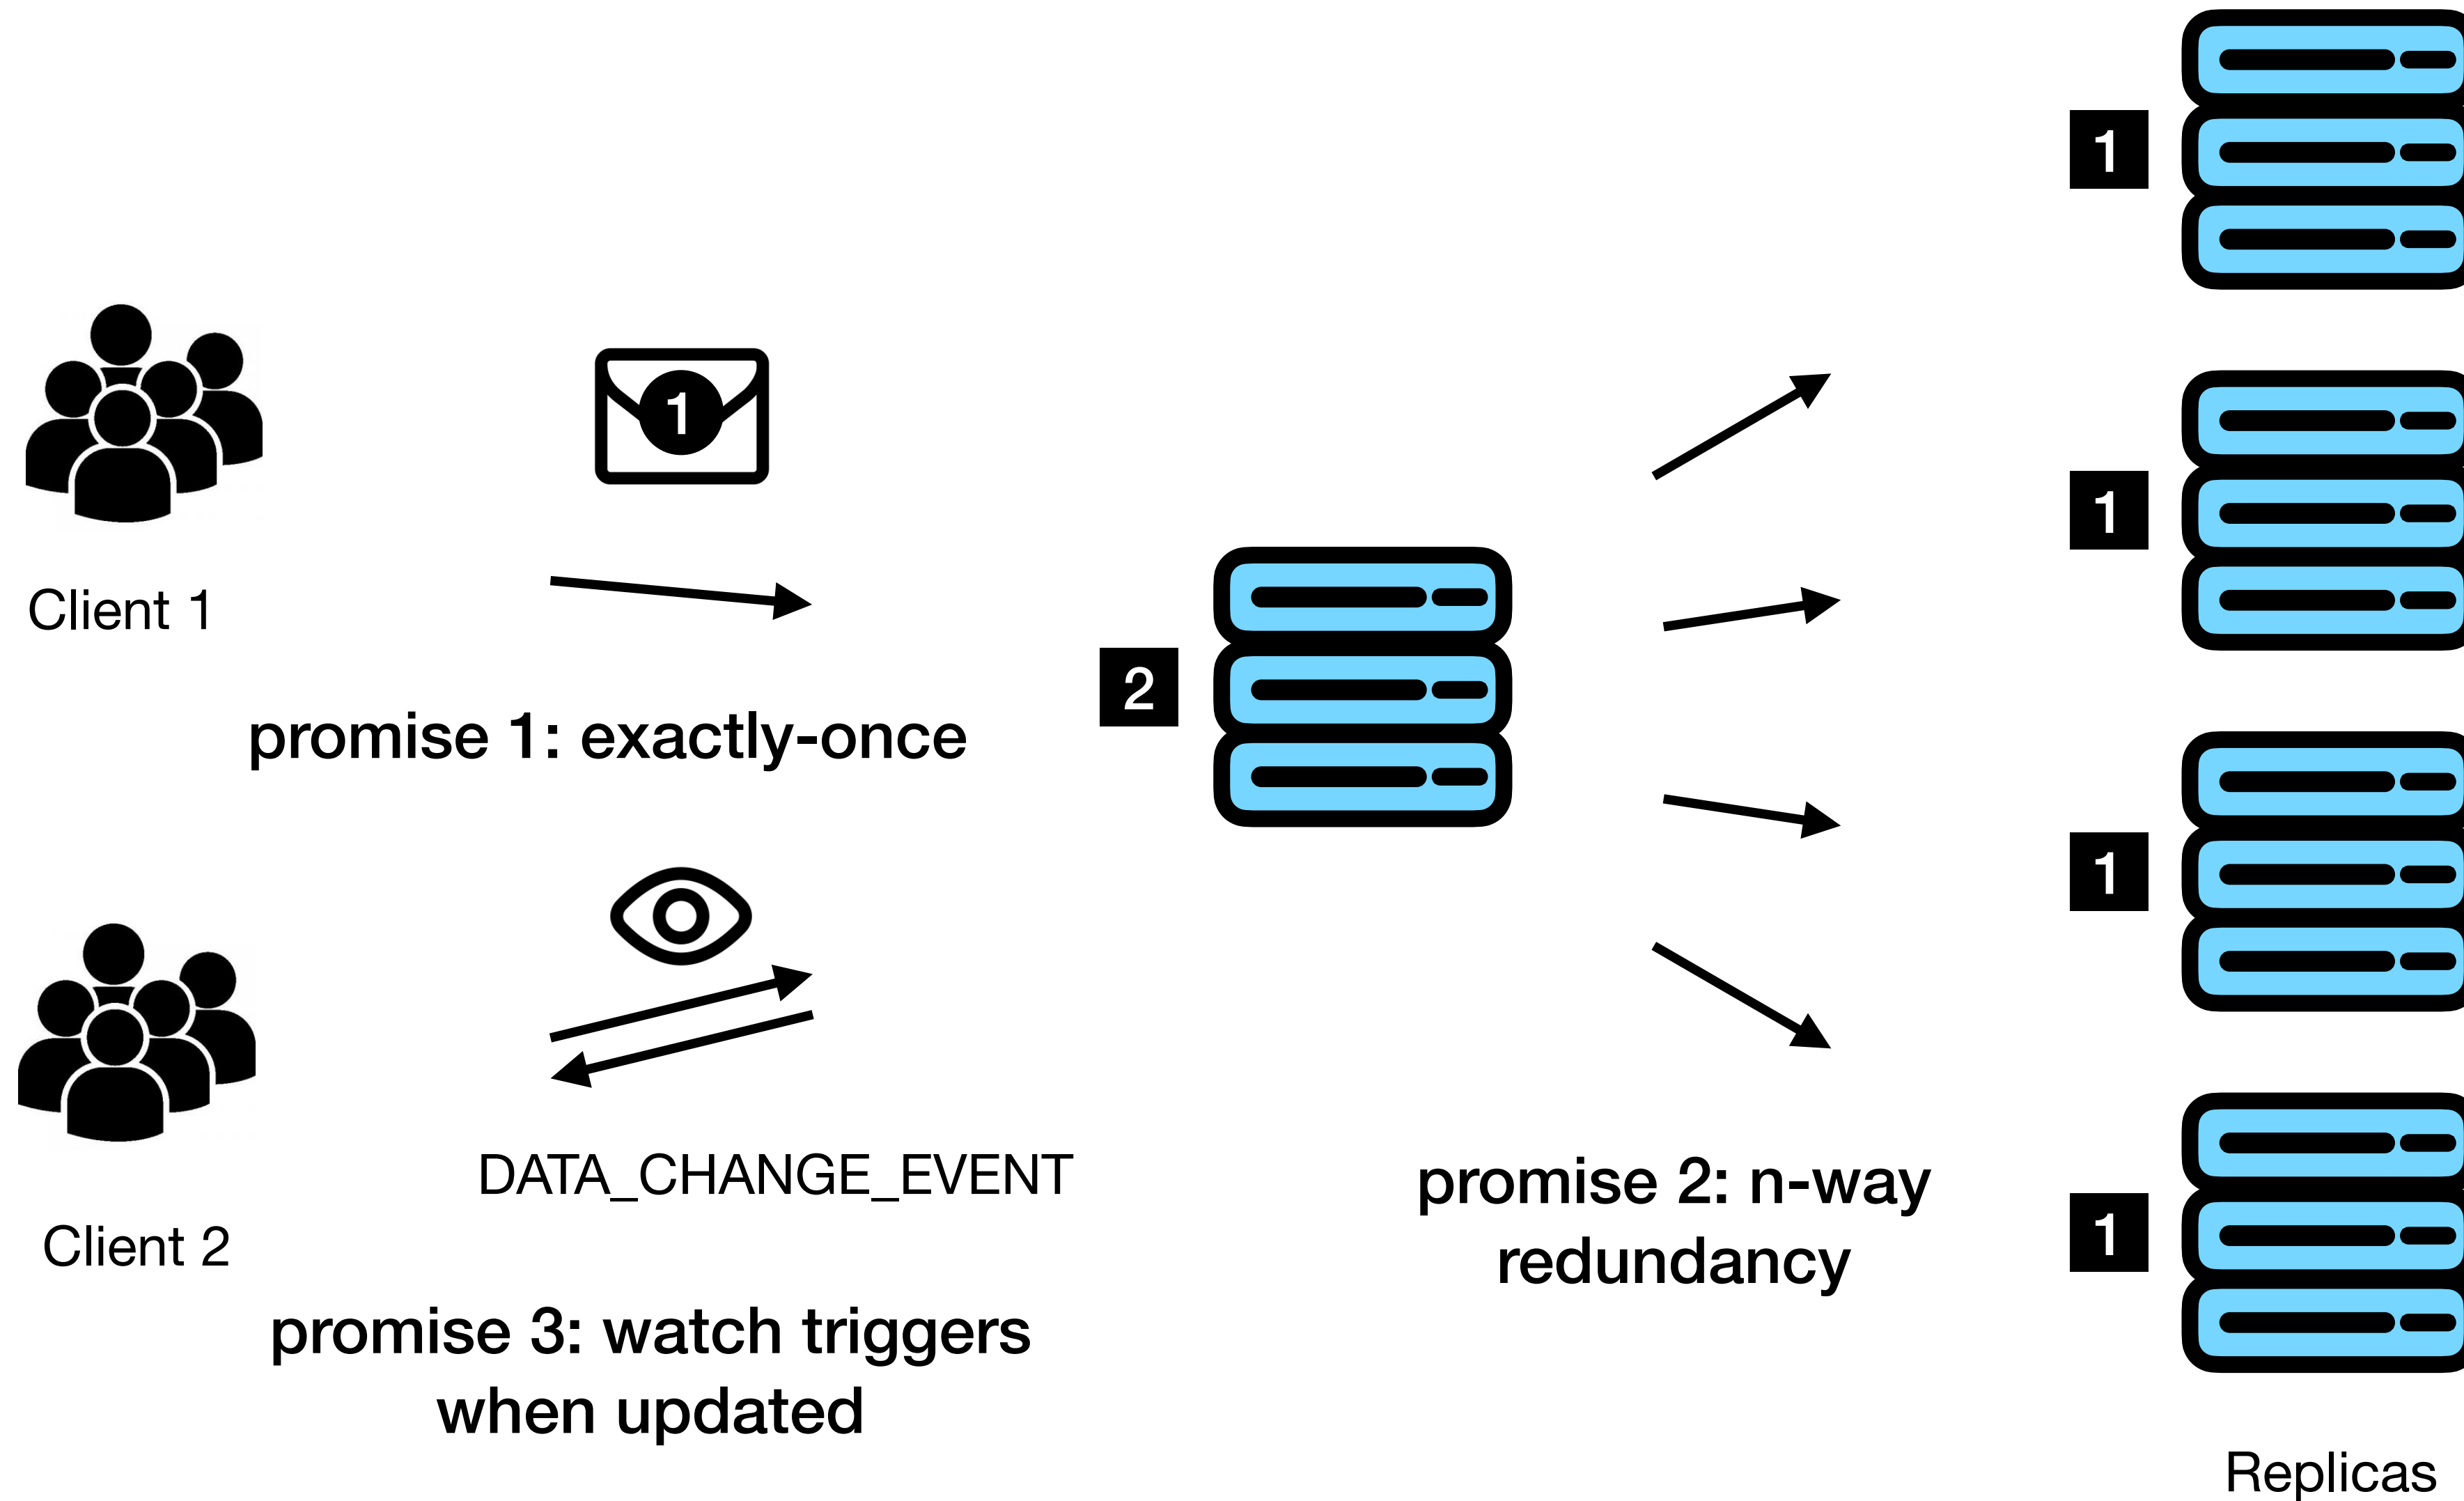 1
1
1
Client 1
2
promise 1: exactly-once
1
DATA_CHANGE_EVENT
Client 2
promise 2: n-way
redundancy
1
promise 3: watch triggers
when updated
Replicas